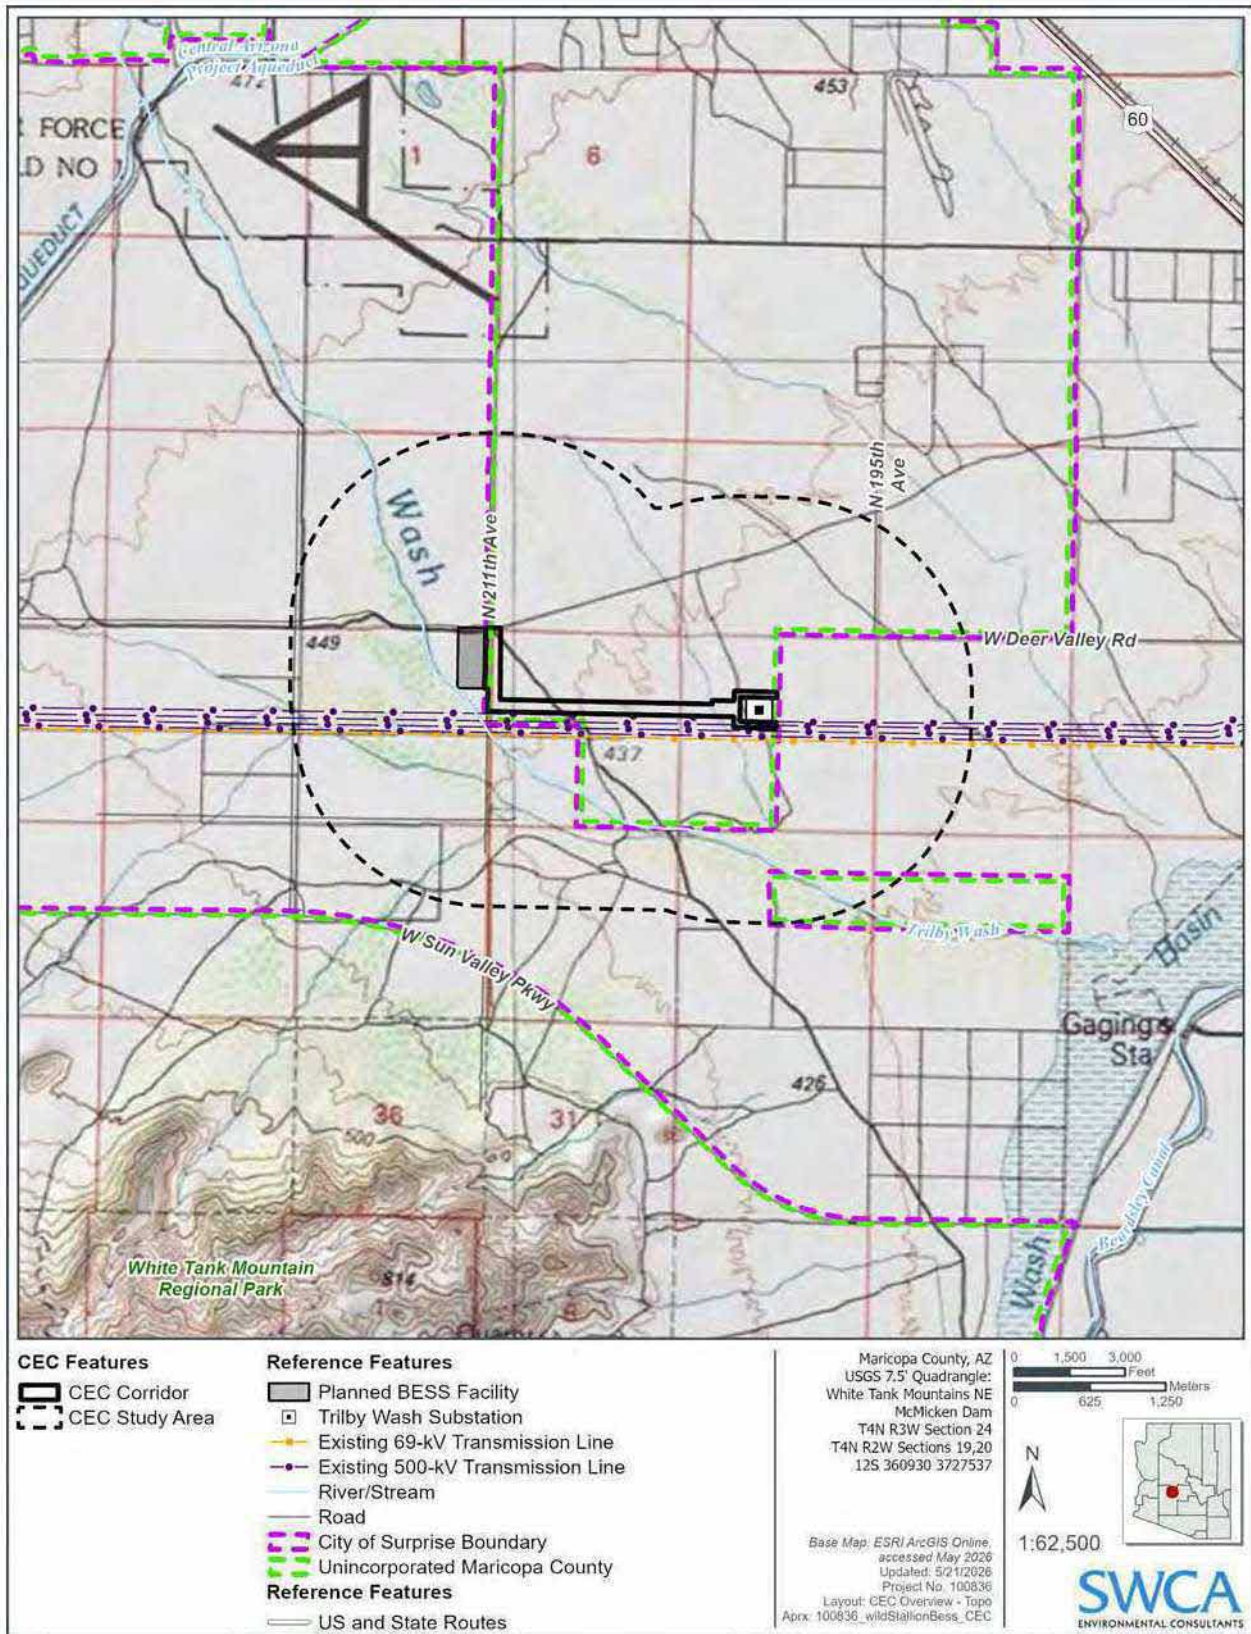 Central Arizona
Project Aqueduct
472
453
60
FORCE
LD NO
1
6
QUEDUCT
N 195th
Ave
Wash
N 211th Ave
449
W Deer Valley Rd
437
Trilby Wash
Basin
W Sun Valley Pkwy
Gaging
Sta
426
36
31
500
Beardsley Canal
Wash
White Tank Mountain
Regional Park
814
CEC Features
CEC Corridor
CEC Study Area
Reference Features
Planned BESS Facility
Trilby Wash Substation
Existing 69-kV Transmission Line
Existing 500-kV Transmission Line
River/Stream
Road
City of Surprise Boundary
Unincorporated Maricopa County
Reference Features
US and State Routes
Maricopa County, AZ
USGS 7.5' Quadrangle:
White Tank Mountains NE
McMicken Dam
T4N R3W Section 24
T4N R2W Sections 19,20
12S 360930 3727537
Base Map: ESRI ArcGIS Online,
accessed May 2026
Updated: 5/21/2026
Project No. 100836
Layout: CEC Overview - Topo
Aprx: 100836_wildStallionBess_CEC
0 1,500 3,000
Feet
Meters
0 625 1,250
N
1:62,500
SWCA
ENVIRONMENTAL CONSULTANTS